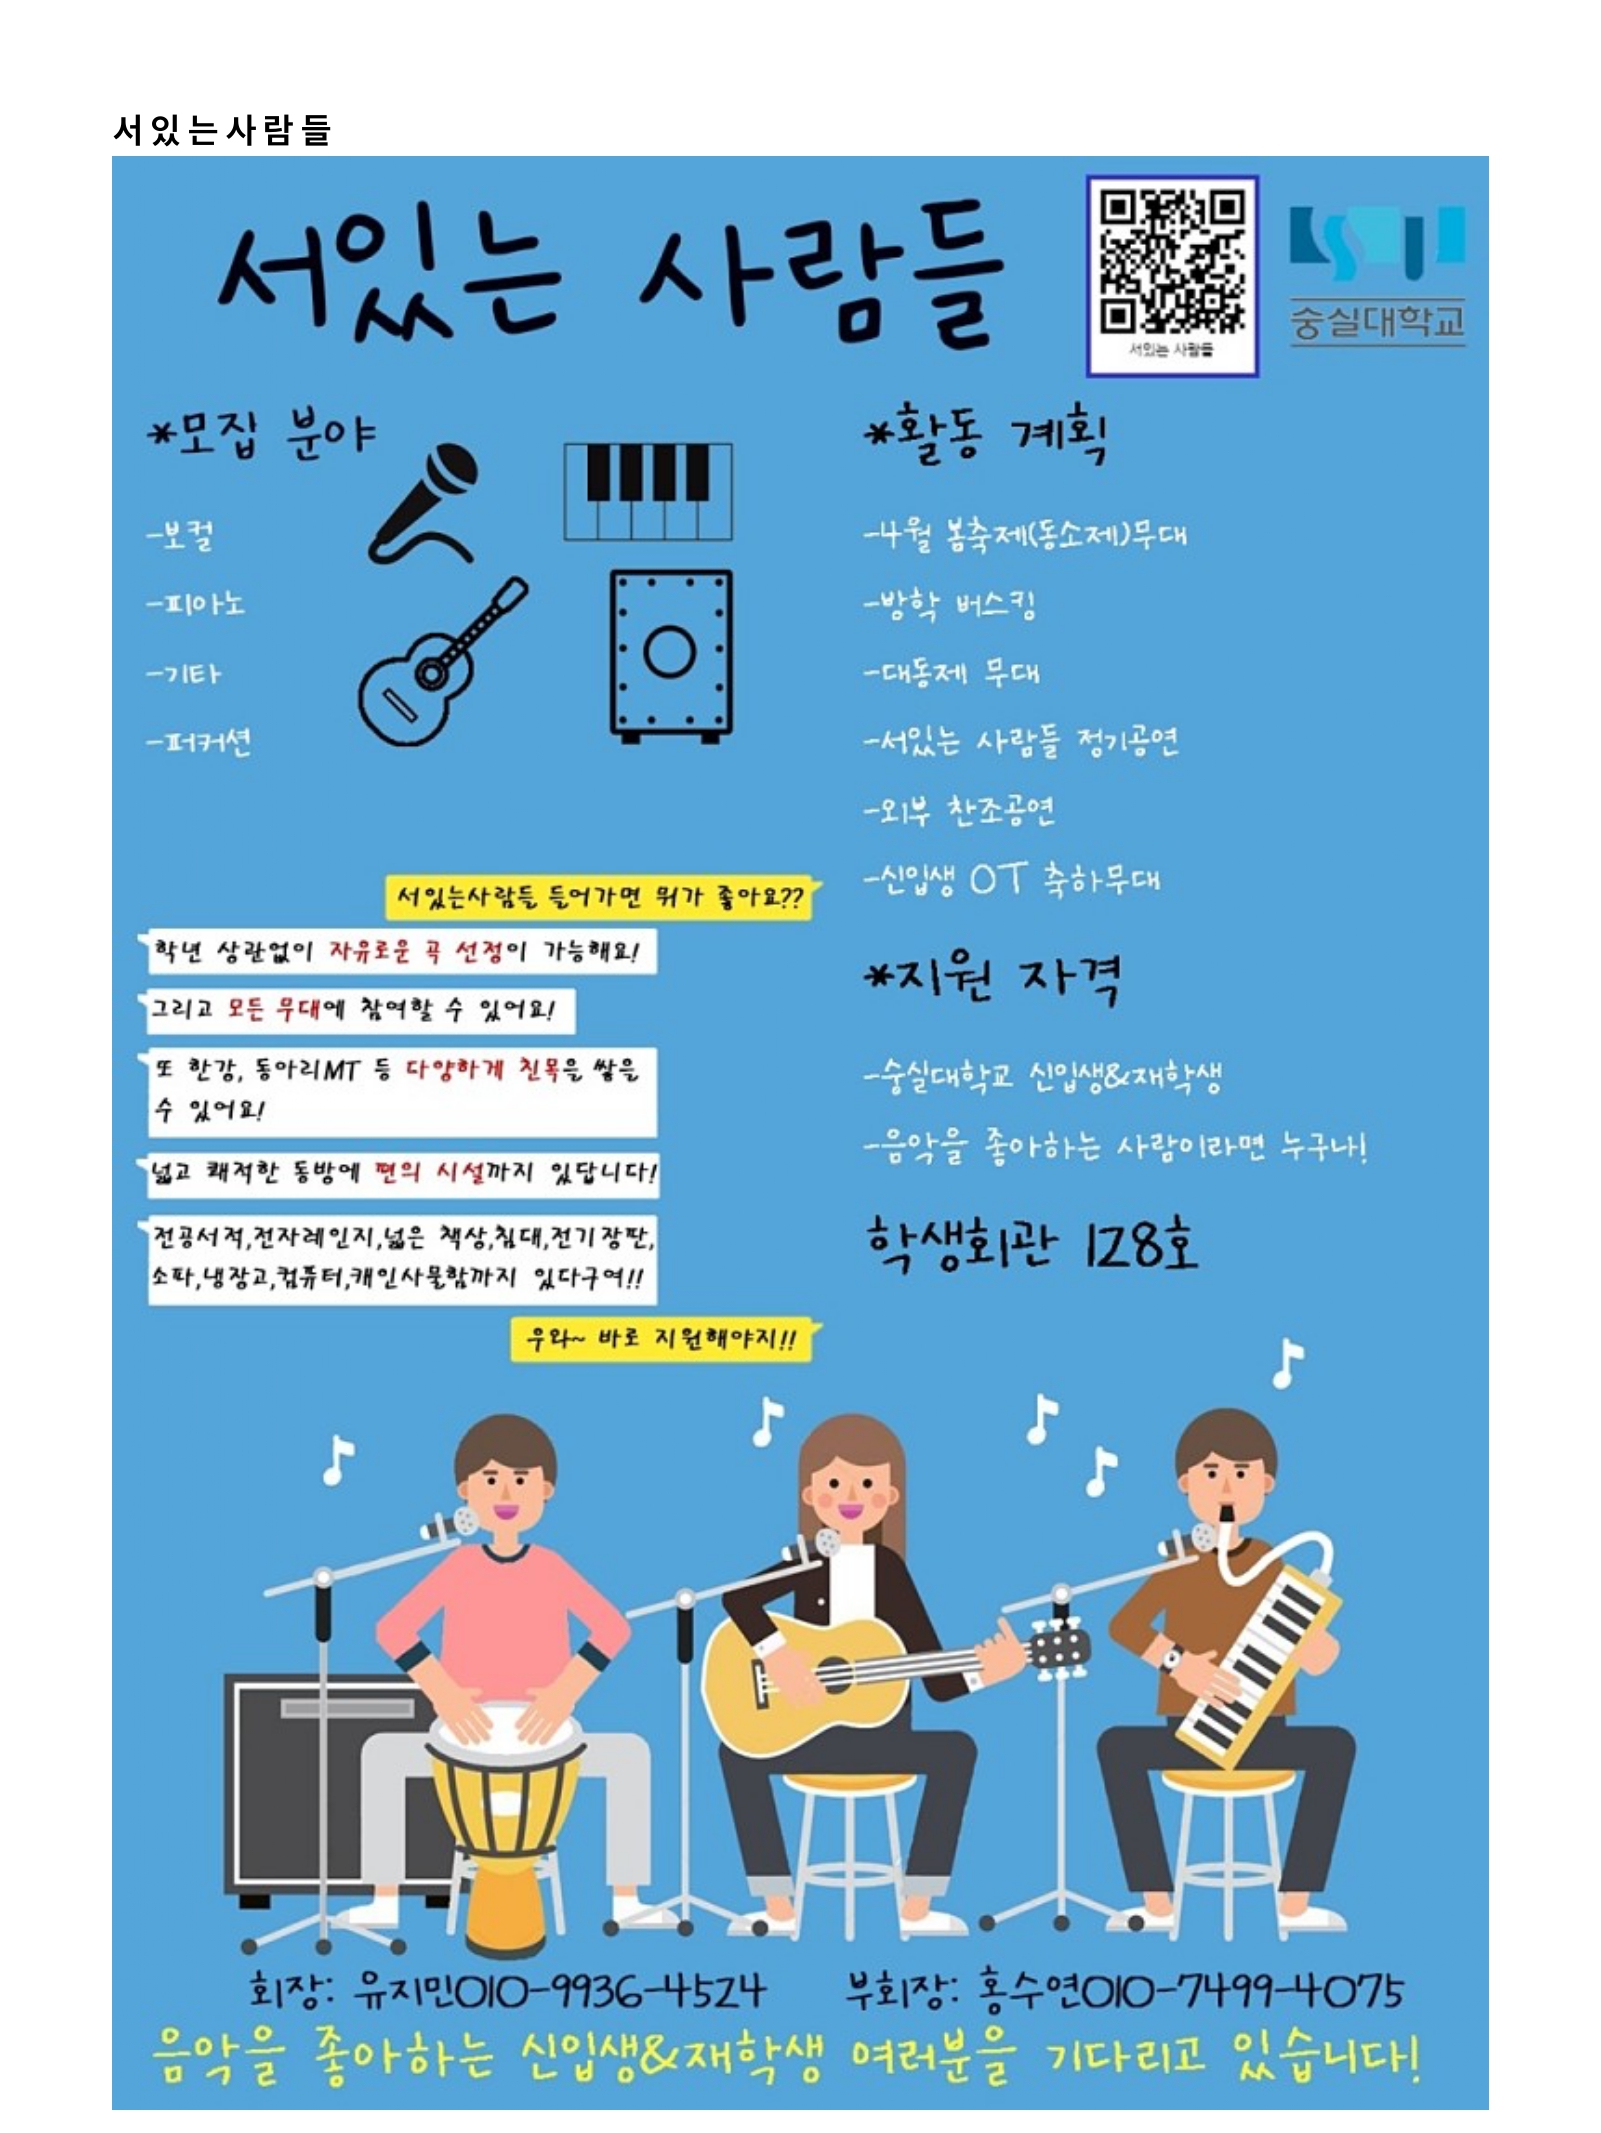 서있는사람들
서있는 사람들
서있는 사람들
숭실대학교
*모집 분야
-보컬
-피아노
-기타
-퍼커션
*활동 계획
-4월 봄축제(동소제)무대
-방학 버스킹
-대동제 무대
-서있는 사람들 정기공연
-외부 찬조공연
-신입생 OT 축하무대
서있는사람들 들어가면 뭐가 좋아요??
학년 상관없이 자유로운 곡 선정이 가능해요!
그리고 모든 무대에 참여할 수 있어요!
또 한강, 동아리MT 등 다양하게 친목을 쌓을
수 있어요!
넓고 쾌적한 동방에 편의 시설까지 있답니다!
전공서적,전자레인지,넓은 책상,침대,전기장판,
소파,냉장고,컴퓨터,캐인사물함까지 있다구여!!
우와~ 바로 지원해야지!!
*지원 자격
-숭실대학교 신입생&재학생
-음악을 좋아하는 사람이라면 누구나!
학생회관 128호
회장: 유지민010-9936-4524 부회장: 홍수연010-7499-4075
음악을 좋아하는 신입생&재학생 여러분을 기다리고 있습니다!